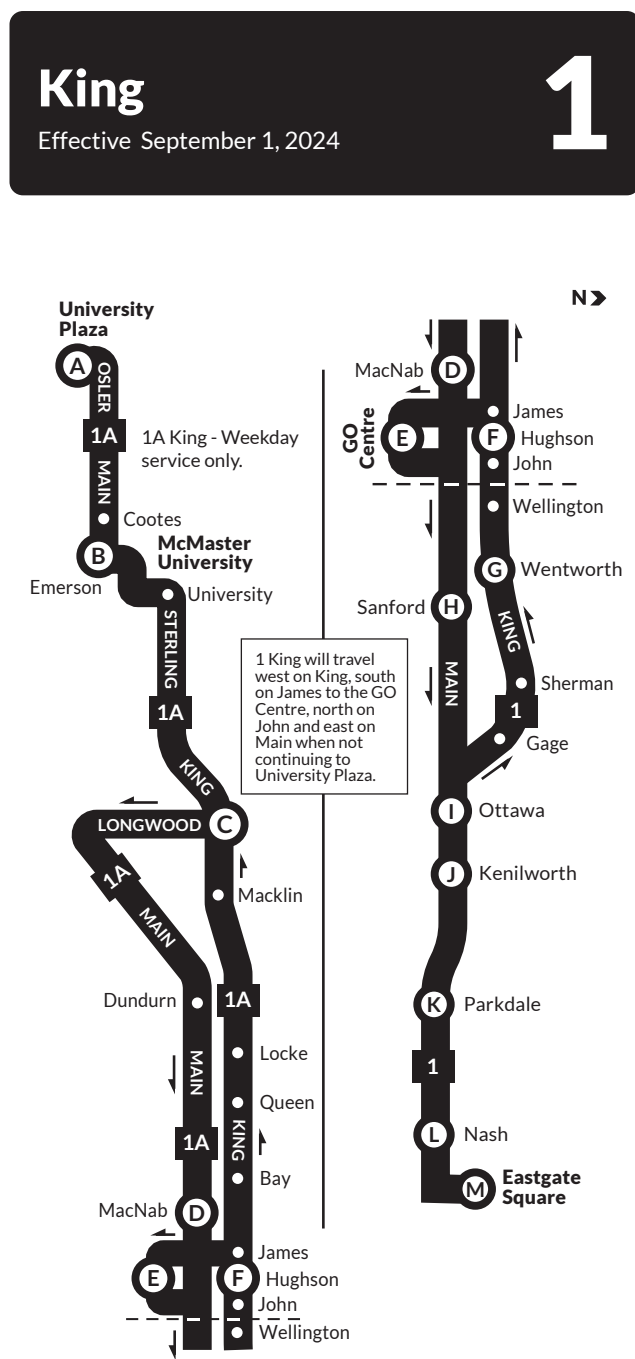 King
Effective September 1, 2024
1
N
University
Plaza
A
OSLER
1A
1A King - Weekday
service only.
MAIN
Cootes
B
McMaster
University
Emerson
University
STERLING
1A
KING
LONGWOOD
C
1A
MAIN
Macklin
Dundurn
1A
Locke
MAIN
Queen
KING
1A
Bay
MacNab
D
James
E
F
Hughson
John
Wellington
1 King will travel
west on King, south
on James to the GO
Centre, north on
John and east on
Main when not
continuing to
University Plaza.
MacNab
D
James
GO
Centre
E
F
Hughson
John
Wellington
G
Wentworth
Sanford
H
KING
MAIN
Sherman
1
Gage
I
Ottawa
J
Kenilworth
K
Parkdale
1
L
Nash
M
Eastgate
Square